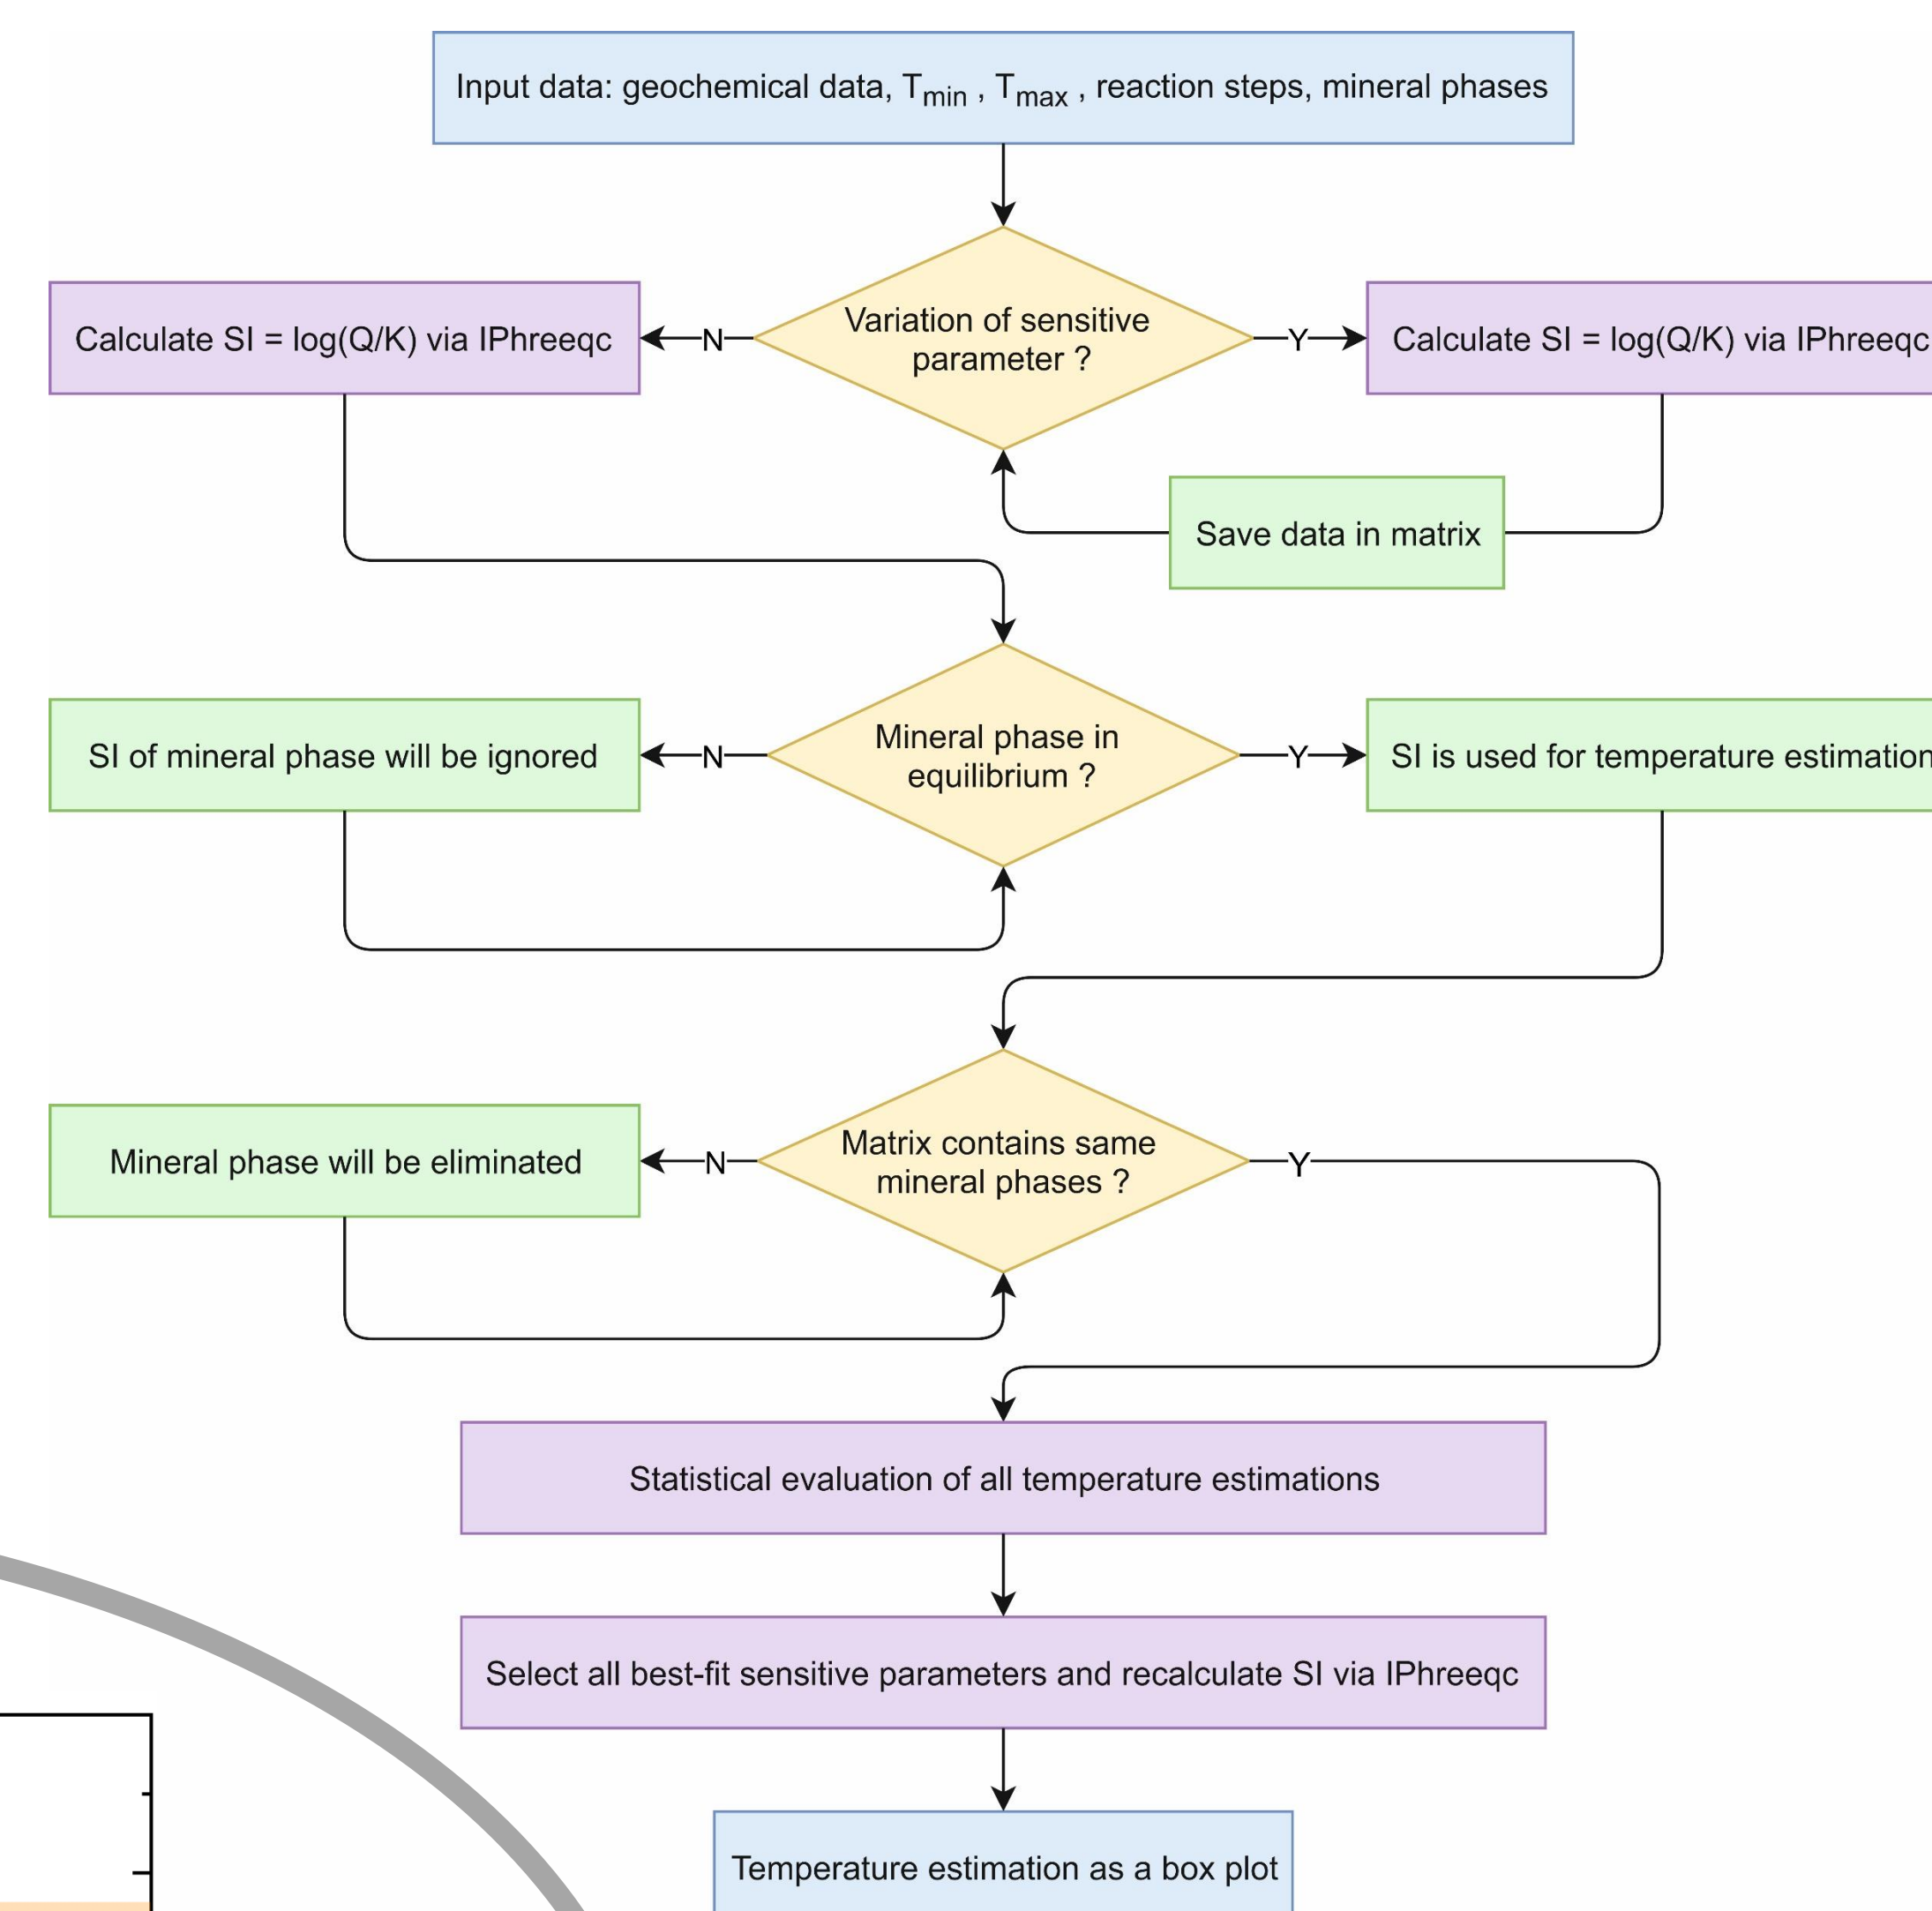 Input data: geochemical data, Tmin , Tmax , reaction steps, mineral phases
Variation of sensitive
parameter ?
N
Y
Calculate SI = log(Q/K) via IPhreeqc
Calculate SI = log(Q/K) via IPhreeqc
Save data in matrix
Mineral phase in
equilibrium ?
N
Y
SI of mineral phase will be ignored
SI is used for temperature estimation
Matrix contains same
mineral phases ?
N
Y
Mineral phase will be eliminated
Statistical evaluation of all temperature estimations
Select all best-fit sensitive parameters and recalculate SI via IPhreeqc
Temperature estimation as a box plot